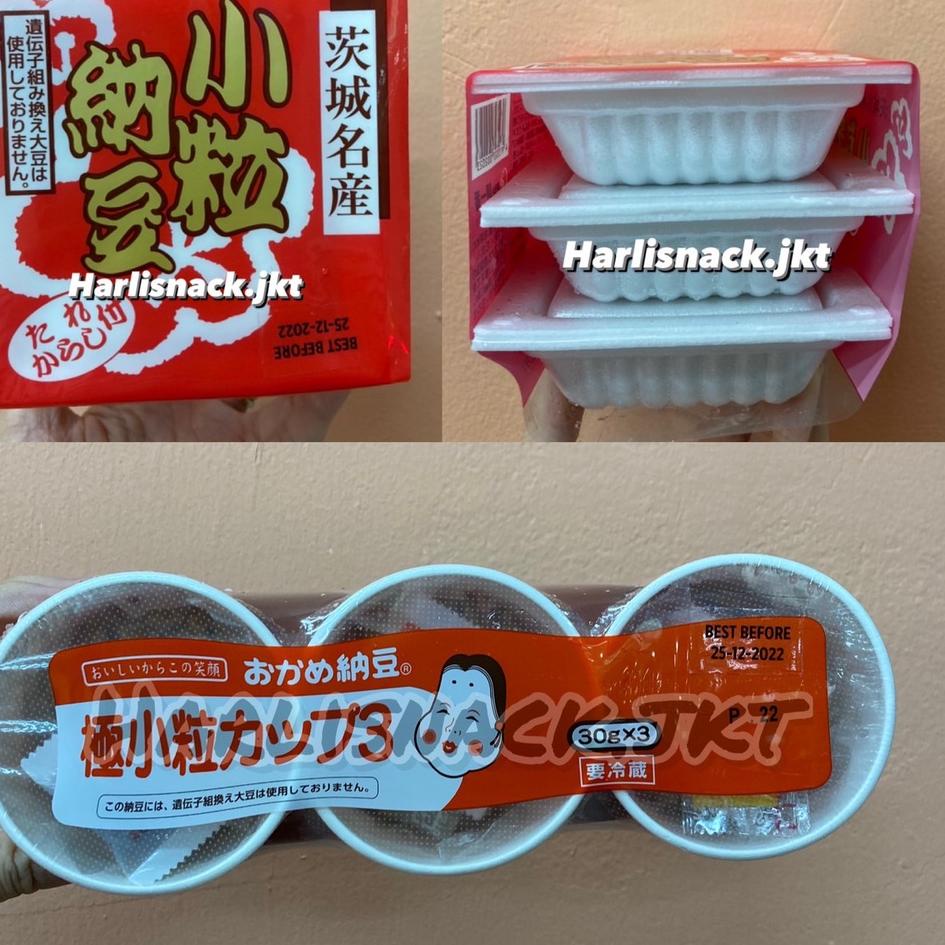 茨城名産
小粒
納豆
遺伝子組み換え大豆は
使用しておりません。
たれ
からし付
BEST BEFORE
25-12-2022
Harlisnack.jkt
Harlisnack.jkt
おいしいからこの笑顔
おかめ納豆®
極小粒カップ3
この納豆には、遺伝子組換え大豆は使用しておりません。
30g×3
要冷蔵
BEST BEFORE
25-12-2022
HARLISNACK.JKT